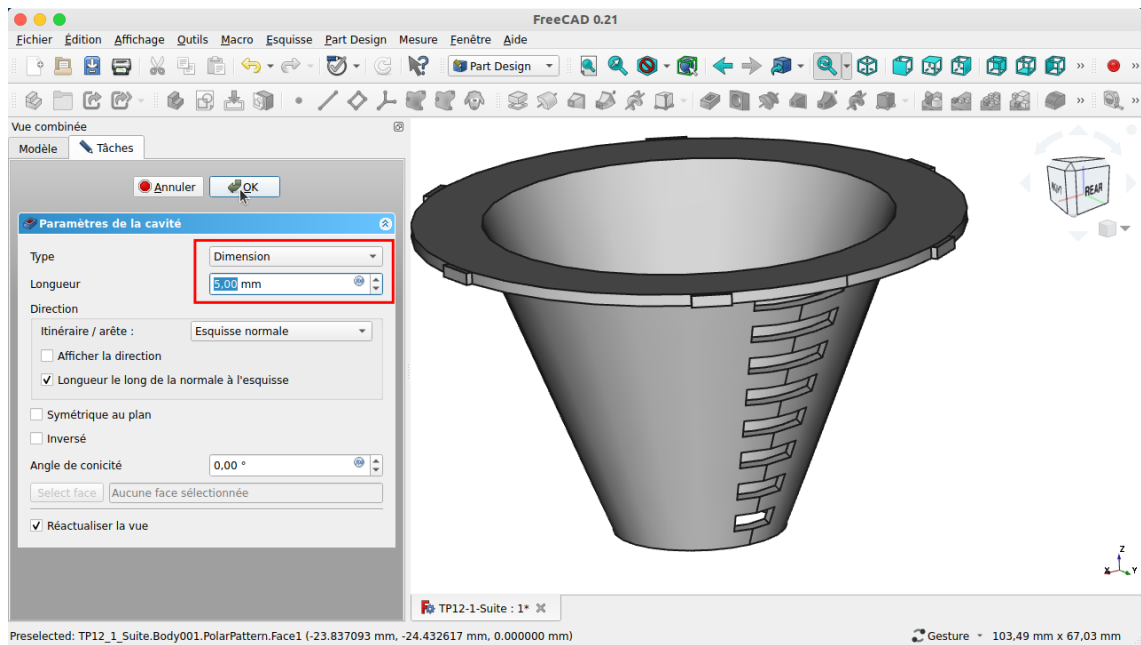 FreeCAD 0.21
Fichier Édition Affichage Outils Macro Esquisse Part Design Mesure Fenêtre Aide
Part Design » »
»
Vue combinée
Modèle Tâches
Annuler OK
Paramètres de la cavité
Type Dimension
Longueur 5,00 mm
Direction
Itinéraire / arête : Esquisse normale
Afficher la direction
Longueur le long de la normale à l'esquisse
Symétrique au plan
Inversé
Angle de conicité 0,00 °
Select face Aucune face sélectionnée
Réactualiser la vue
REAR
Z
X Y
TP12-1-Suite : 1*
Preselected: TP12_1_Suite.Body001.PolarPattern.Face1 (-23.837093 mm, -24.432617 mm, 0.000000 mm) Gesture 103,49 mm x 67,03 mm